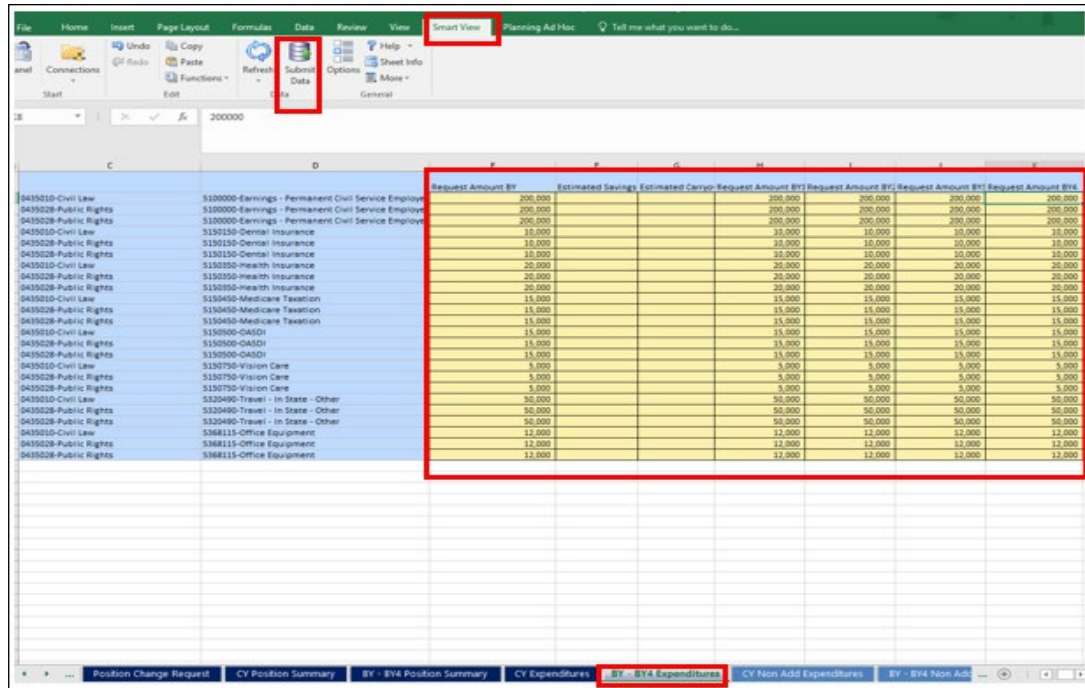 File Home Insert Page Layout Formulas Data Review View Smart View Planning Ad Hoc Tell me what you want to do...
Undo Copy Help
anel Connections Redo Paste Refresh Submit Data Options Sheet Info
Functions More
Start Edit Data General
fx 200000
C D F G H K
Request Amount BY Estimated Savings Estimated Carryo Request Amount BY1 Request Amount BY2 Request Amount BY3 Request Amount BY4
0435010-Civil Law 5100000-Earnings - Permanent Civil Service Employe 200,000 200,000 200,000 200,000 200,000
0435028-Public Rights 5100000-Earnings - Permanent Civil Service Employe 200,000 200,000 200,000 200,000 200,000
0435028-Public Rights 5100000-Earnings - Permanent Civil Service Employe 200,000 200,000 200,000 200,000 200,000
0435010-Civil Law 5150150-Dental Insurance 10,000 10,000 10,000 10,000 10,000
0435028-Public Rights 5150150-Dental Insurance 10,000 10,000 10,000 10,000 10,000
0435028-Public Rights 5150150-Dental Insurance 10,000 10,000 10,000 10,000 10,000
0435010-Civil Law 5150350-Health Insurance 20,000 20,000 20,000 20,000 20,000
0435028-Public Rights 5150350-Health Insurance 20,000 20,000 20,000 20,000 20,000
0435028-Public Rights 5150350-Health Insurance 20,000 20,000 20,000 20,000 20,000
0435010-Civil Law 5150450-Medicare Taxation 15,000 15,000 15,000 15,000 15,000
0435028-Public Rights 5150450-Medicare Taxation 15,000 15,000 15,000 15,000 15,000
0435028-Public Rights 5150450-Medicare Taxation 15,000 15,000 15,000 15,000 15,000
0435010-Civil Law 5150500-OASDI 15,000 15,000 15,000 15,000 15,000
0435028-Public Rights 5150500-OASDI 15,000 15,000 15,000 15,000 15,000
0435028-Public Rights 5150500-OASDI 15,000 15,000 15,000 15,000 15,000
0435010-Civil Law 5150750-Vision Care 5,000 5,000 5,000 5,000 5,000
0435028-Public Rights 5150750-Vision Care 5,000 5,000 5,000 5,000 5,000
0435028-Public Rights 5150750-Vision Care 5,000 5,000 5,000 5,000 5,000
0435010-Civil Law 5320490-Travel - In State - Other 50,000 50,000 50,000 50,000 50,000
0435028-Public Rights 5320490-Travel - In State - Other 50,000 50,000 50,000 50,000 50,000
0435028-Public Rights 5320490-Travel - In State - Other 50,000 50,000 50,000 50,000 50,000
0435010-Civil Law 5368115-Office Equipment 12,000 12,000 12,000 12,000 12,000
0435028-Public Rights 5368115-Office Equipment 12,000 12,000 12,000 12,000 12,000
0435028-Public Rights 5368115-Office Equipment 12,000 12,000 12,000 12,000 12,000
... Position Change Request CY Position Summary BY - BY4 Position Summary CY Expenditures BY - BY4 Expenditures CY Non Add Expenditures BY - BY4 Non Add ...